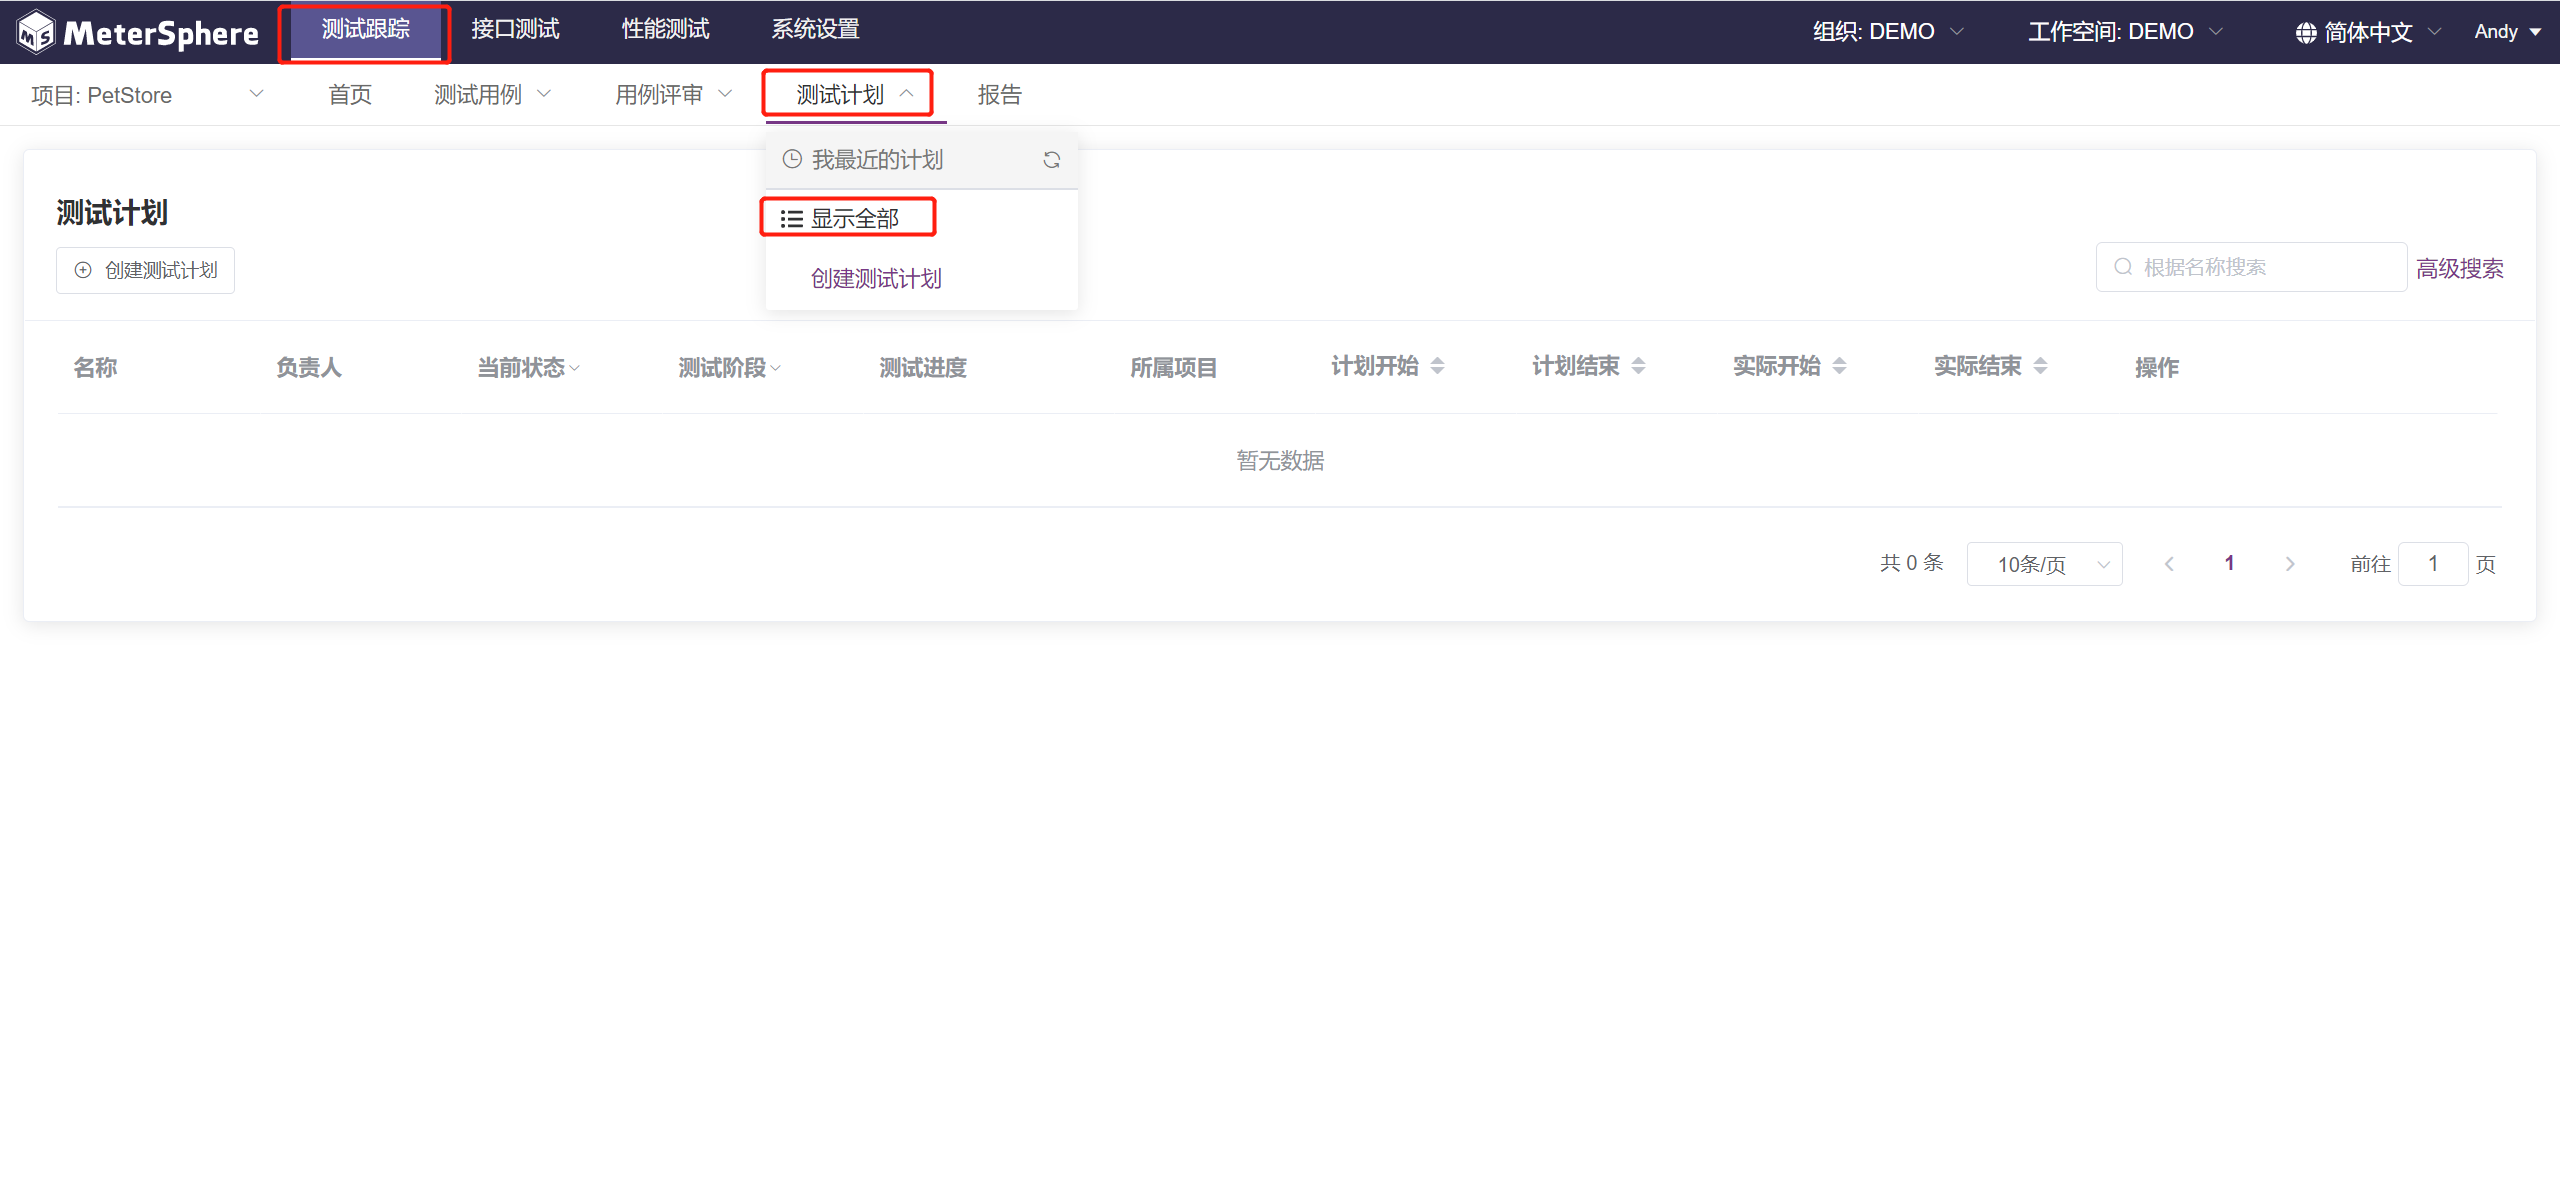 MeterSphere 测试跟踪 接口测试 性能测试 系统设置 组织: DEMO 工作空间: DEMO 简体中文 Andy
项目: PetStore 首页 测试用例 用例评审 测试计划 报告
我最近的计划
显示全部
创建测试计划
测试计划
创建测试计划
根据名称搜索 高级搜索
名称 负责人 当前状态 测试阶段 测试进度 所属项目 计划开始 计划结束 实际开始 实际结束 操作
暂无数据
共 0 条 10条/页 1 前往 1 页